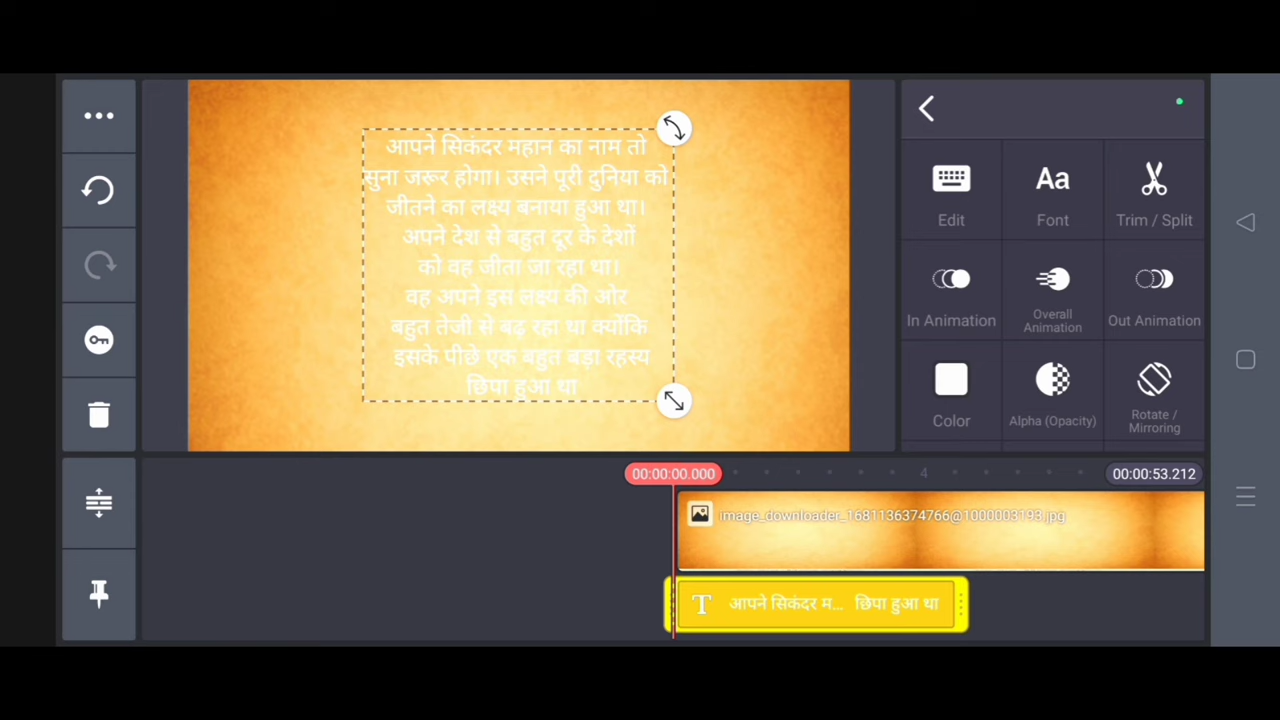 आपने सिकंदर महान का नाम तो
सुना जरूर होगा। उसने पूरी दुनिया को
जीतने का लक्ष्य बनाया हुआ था।
अपने देश से बहुत दूर के देशों
को वह जीता जा रहा था।
वह अपने इस लक्ष्य की ओर
बहुत तेजी से बढ़ रहा था क्योंकि
इसके पीछे एक बहुत बड़ा रहस्य
छिपा हुआ था
Edit
Font
Trim / Split
In Animation
Overall
Animation
Out Animation
Color
Alpha (Opacity)
Rotate /
Mirroring
00:00:00.000
4
00:00:53.212
image_downloader_1681136374766@1000003193.jpg
T
आपने सिकंदर म... छिपा हुआ था